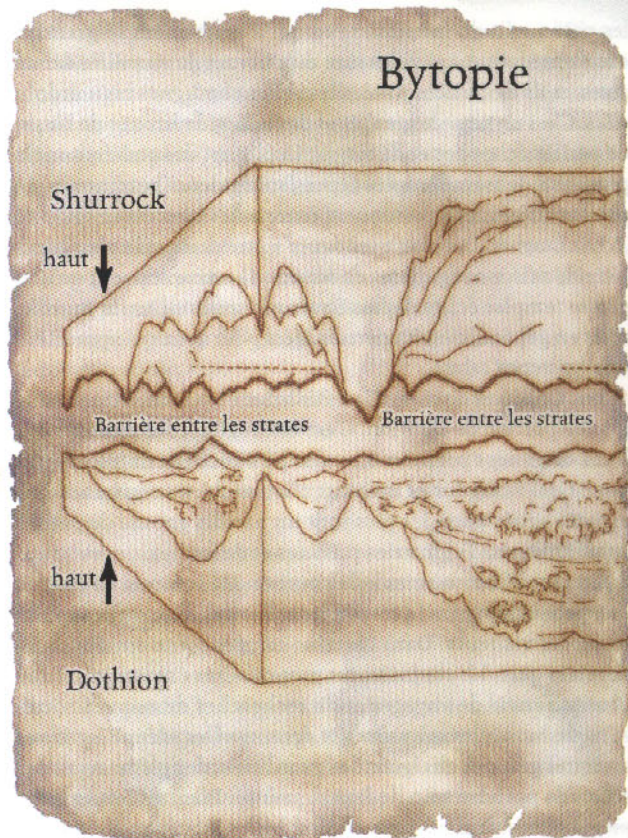 Bytopie
Shurrock
haut
Barrière entre les strates
Barrière entre les strates
haut
Dothion